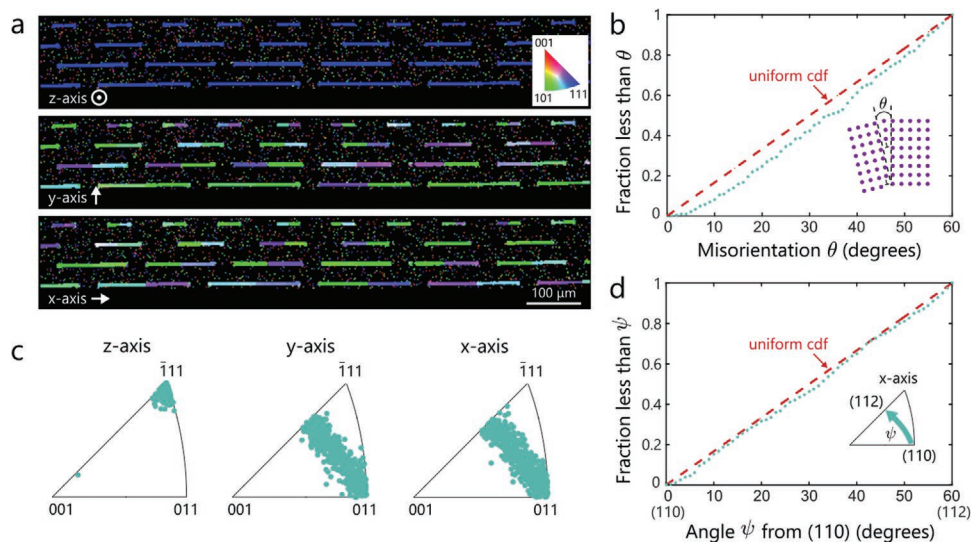 a
001
101
111
z-axis
y-axis
x-axis
100 μm
b
Fraction less than θ
1
0.8
0.6
0.4
0.2
0
uniform cdf
θ
0 10 20 30 40 50 60
Misorientation θ (degrees)
c
z-axis
y-axis
x-axis
1̄11
1̄11
1̄11
001 011
001 011
001 011
d
Fraction less than ψ
1
0.8
0.6
0.4
0.2
0
uniform cdf
x-axis
(112)
ψ
(110)
0 10 20 30 40 50 60
(110) (112)
Angle ψ from (110) (degrees)